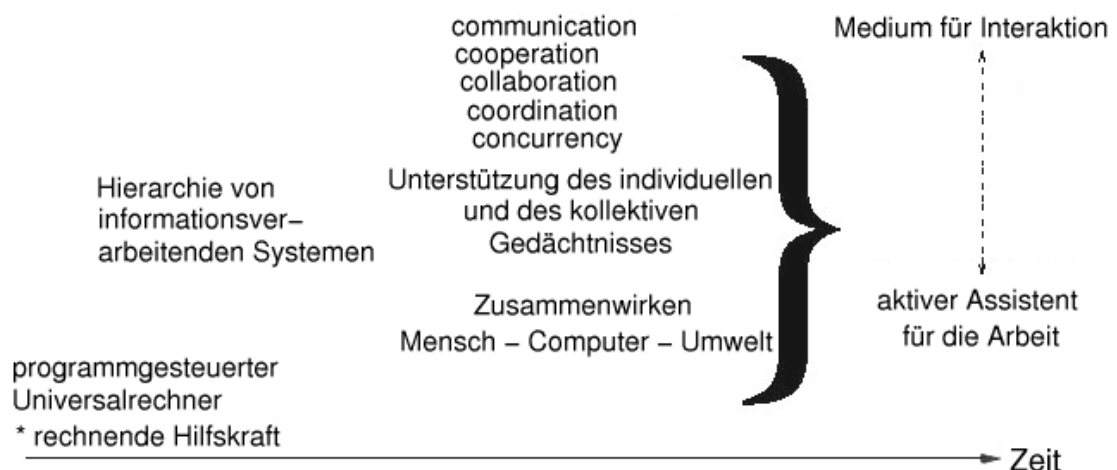 communication
cooperation
collaboration
coordination
concurrency
Medium für Interaktion
Hierarchie von
informationsver–
arbeitenden Systemen
Unterstützung des individuellen
und des kollektiven
Gedächtnisses
Zusammenwirken
Mensch – Computer – Umwelt
aktiver Assistent
für die Arbeit
programmgesteuerter
Universalrechner
* rechnende Hilfskraft
Zeit